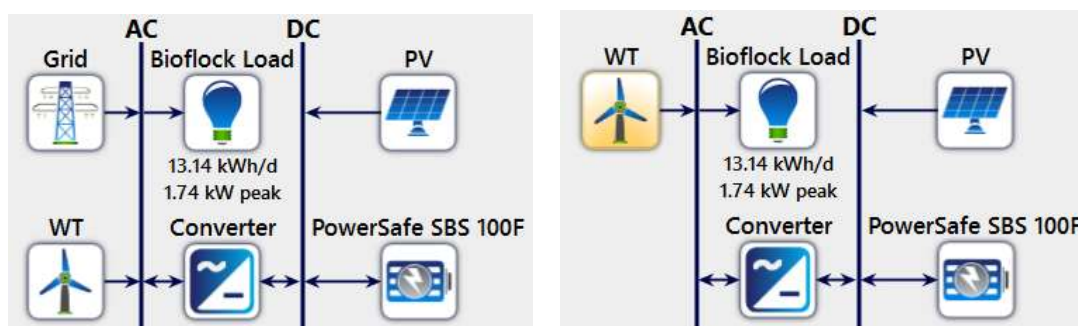 AC DC
Grid Bioflock Load PV
13.14 kWh/d
1.74 kW peak
WT Converter PowerSafe SBS 100F
AC DC
WT Bioflock Load PV
13.14 kWh/d
1.74 kW peak
Converter PowerSafe SBS 100F